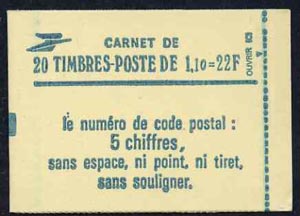 CARNET DE
20 TIMBRES-POSTE DE 1,10=22F
OUVRIR
le numéro de code postal :
5 chiffres,
sans espace, ni point, ni tiret,
sans souligner.